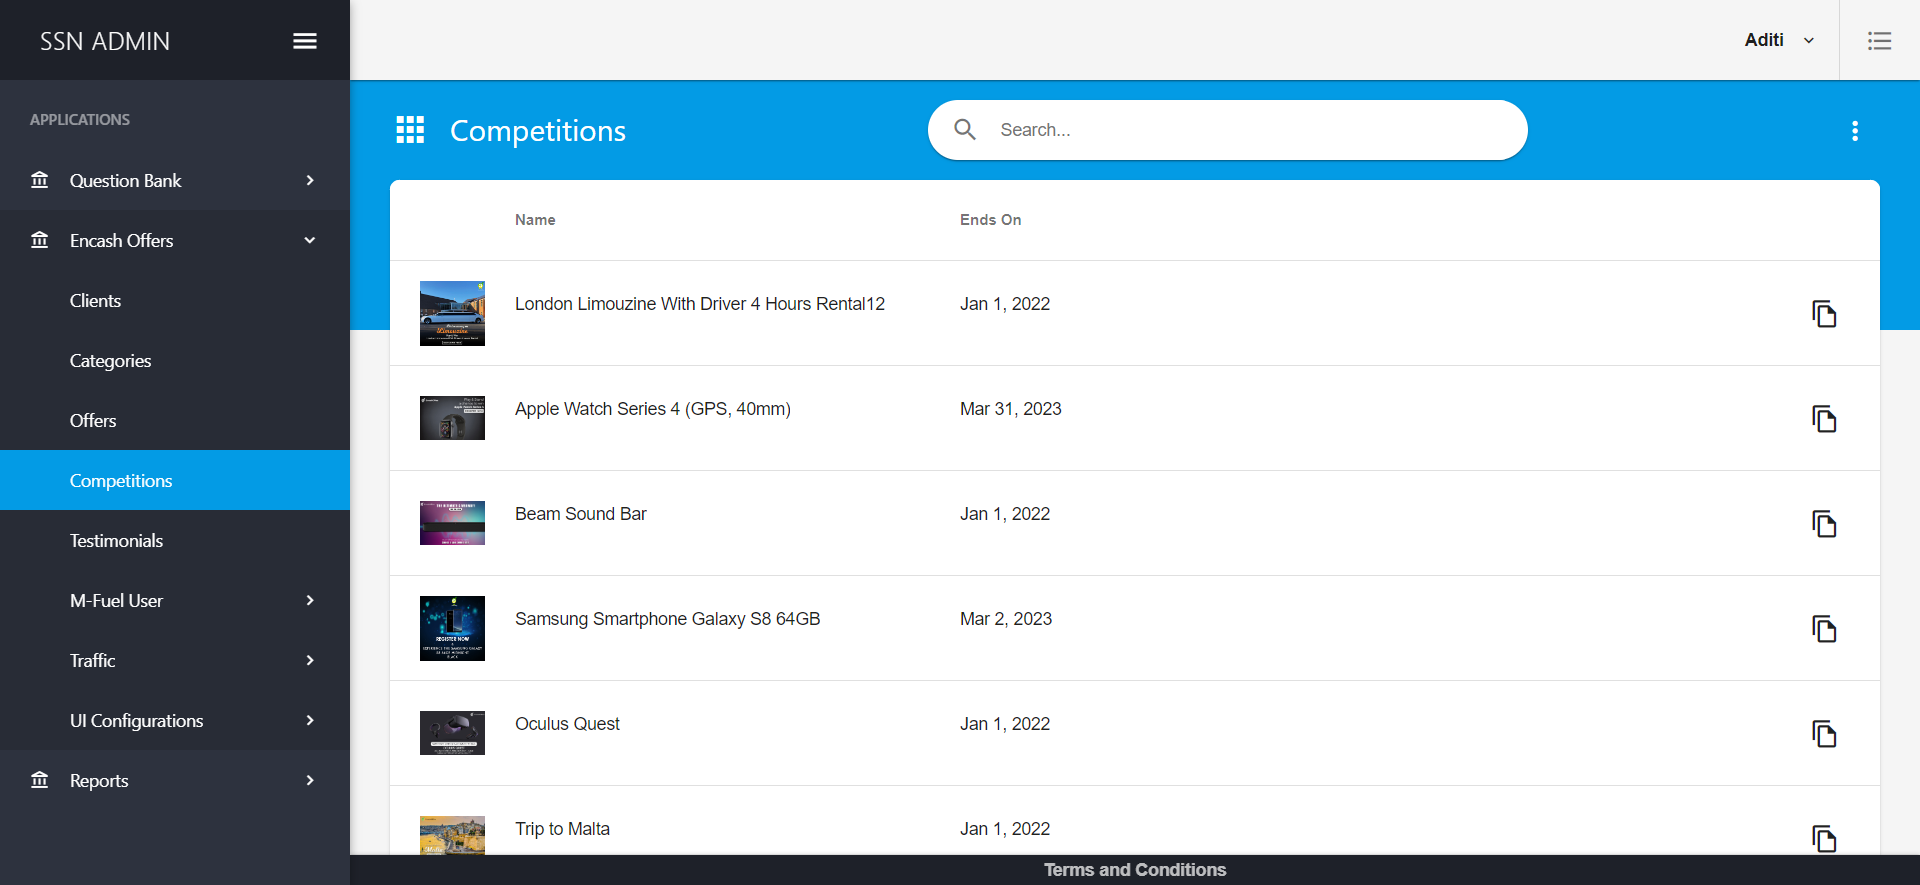 SSN ADMIN
Aditi
APPLICATIONS
Question Bank
Encash Offers
Clients
Categories
Offers
Competitions
Testimonials
M-Fuel User
Traffic
UI Configurations
Reports
Competitions
Search...
Name Ends On
London Limouzine With Driver 4 Hours Rental12 Jan 1, 2022
Apple Watch Series 4 (GPS, 40mm) Mar 31, 2023
Beam Sound Bar Jan 1, 2022
Samsung Smartphone Galaxy S8 64GB Mar 2, 2023
REGISTER NOW
Oculus Quest Jan 1, 2022
Trip to Malta Jan 1, 2022
Terms and Conditions